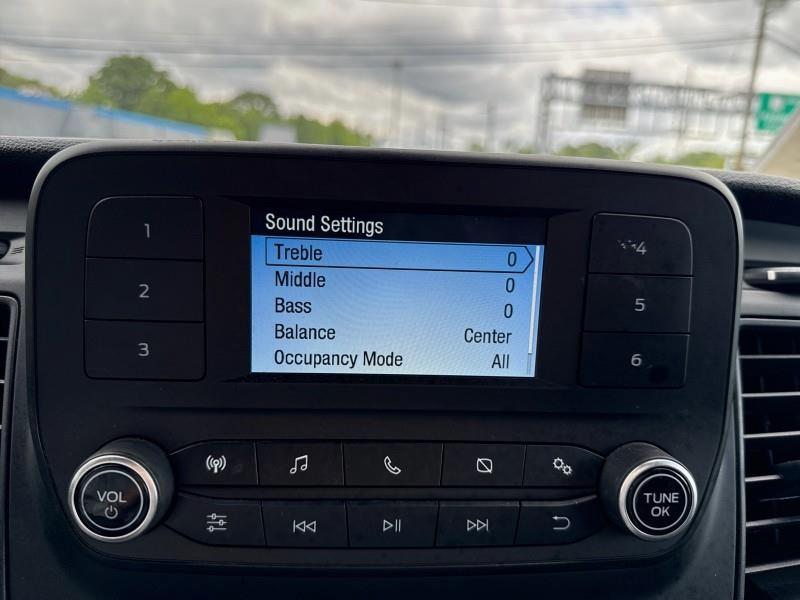 Sound Settings
Treble 0
Middle 0
Bass 0
Balance Center
Occupancy Mode All
1
2
3
4
5
6
VOL
TUNE
OK